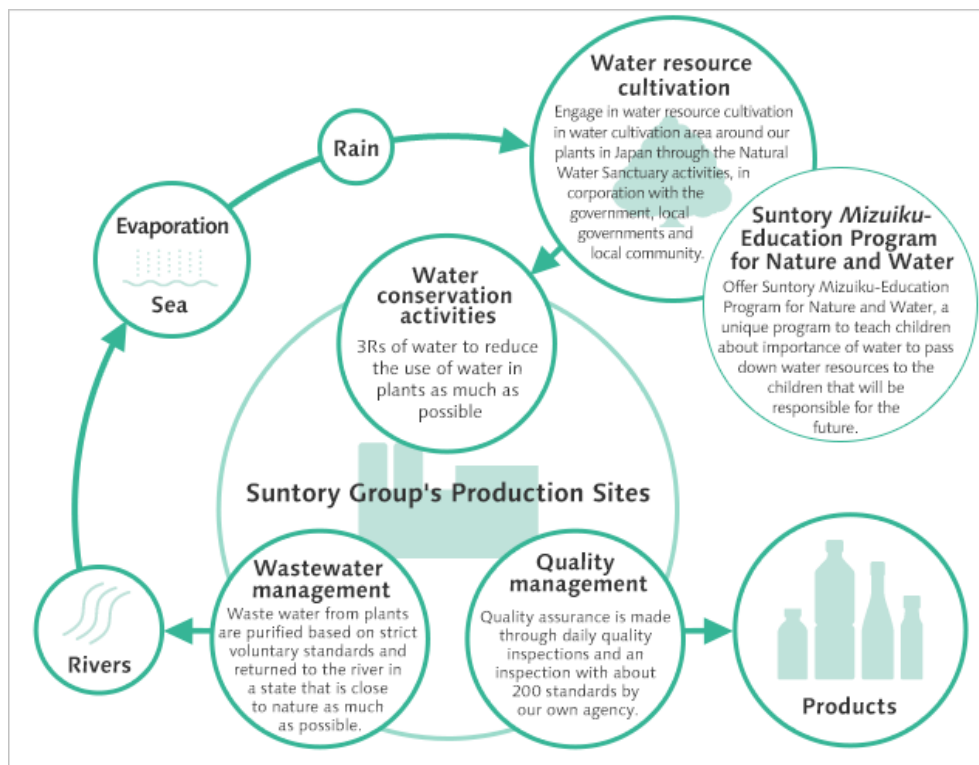 Water resource
cultivation
Engage in water resource cultivation
in water cultivation area around our
plants in Japan through the Natural
Water Sanctuary activities, in
corporation with the
government, local
governments and
local community.
Rain
Suntory Mizuiku-
Education Program
for Nature and Water
Offer Suntory Mizuiku-Education
Program for Nature and Water, a
unique program to teach children
about importance of water to pass
down water resources to the
children that will be
responsible for the
future.
Evaporation
Sea
Water
conservation
activities
3Rs of water to reduce
the use of water in
plants as much as
possible
Suntory Group's Production Sites
Wastewater
management
Waste water from plants
are purified based on strict
voluntary standards and
returned to the river in
a state that is close
to nature as much
as possible.
Quality
management
Quality assurance is made
through daily quality
inspections and an
inspection with about
200 standards by
our own agency.
Rivers
Products